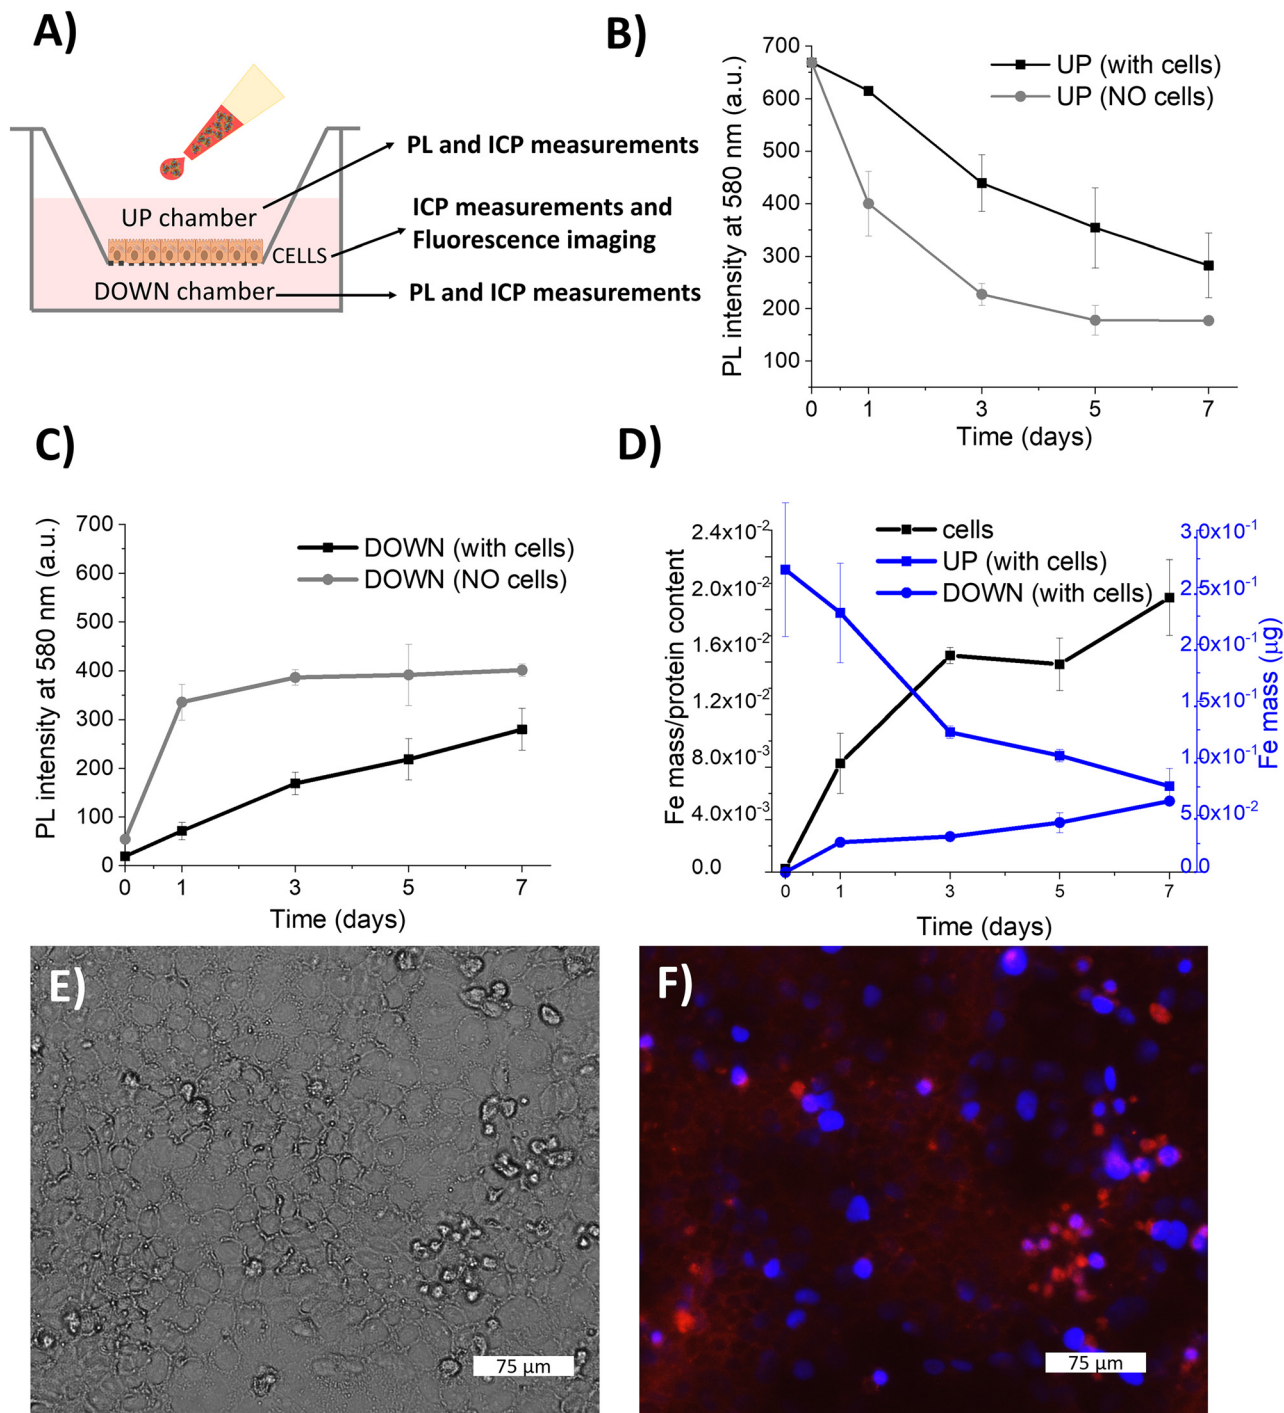 A)
PL and ICP measurements
UP chamber
ICP measurements and
Fluorescence imaging
CELLS
DOWN chamber
PL and ICP measurements
B)
PL intensity at 580 nm (a.u.)
700
600
500
400
300
200
100
UP (with cells)
UP (NO cells)
0
1
3
5
7
Time (days)
C)
PL intensity at 580 nm (a.u.)
700
600
500
400
300
200
100
0
DOWN (with cells)
DOWN (NO cells)
0
1
3
5
7
Time (days)
D)
Fe mass/protein content
2.4x10⁻²
2.0x10⁻²
1.6x10⁻²
1.2x10⁻²
8.0x10⁻³
4.0x10⁻³
0.0
cells
UP (with cells)
DOWN (with cells)
3.0x10⁻¹
2.5x10⁻¹
2.0x10⁻¹
1.5x10⁻¹
1.0x10⁻¹
5.0x10⁻²
0.0
Fe mass (µg)
0
1
3
5
7
Time (days)
E)
75 µm
F)
75 µm